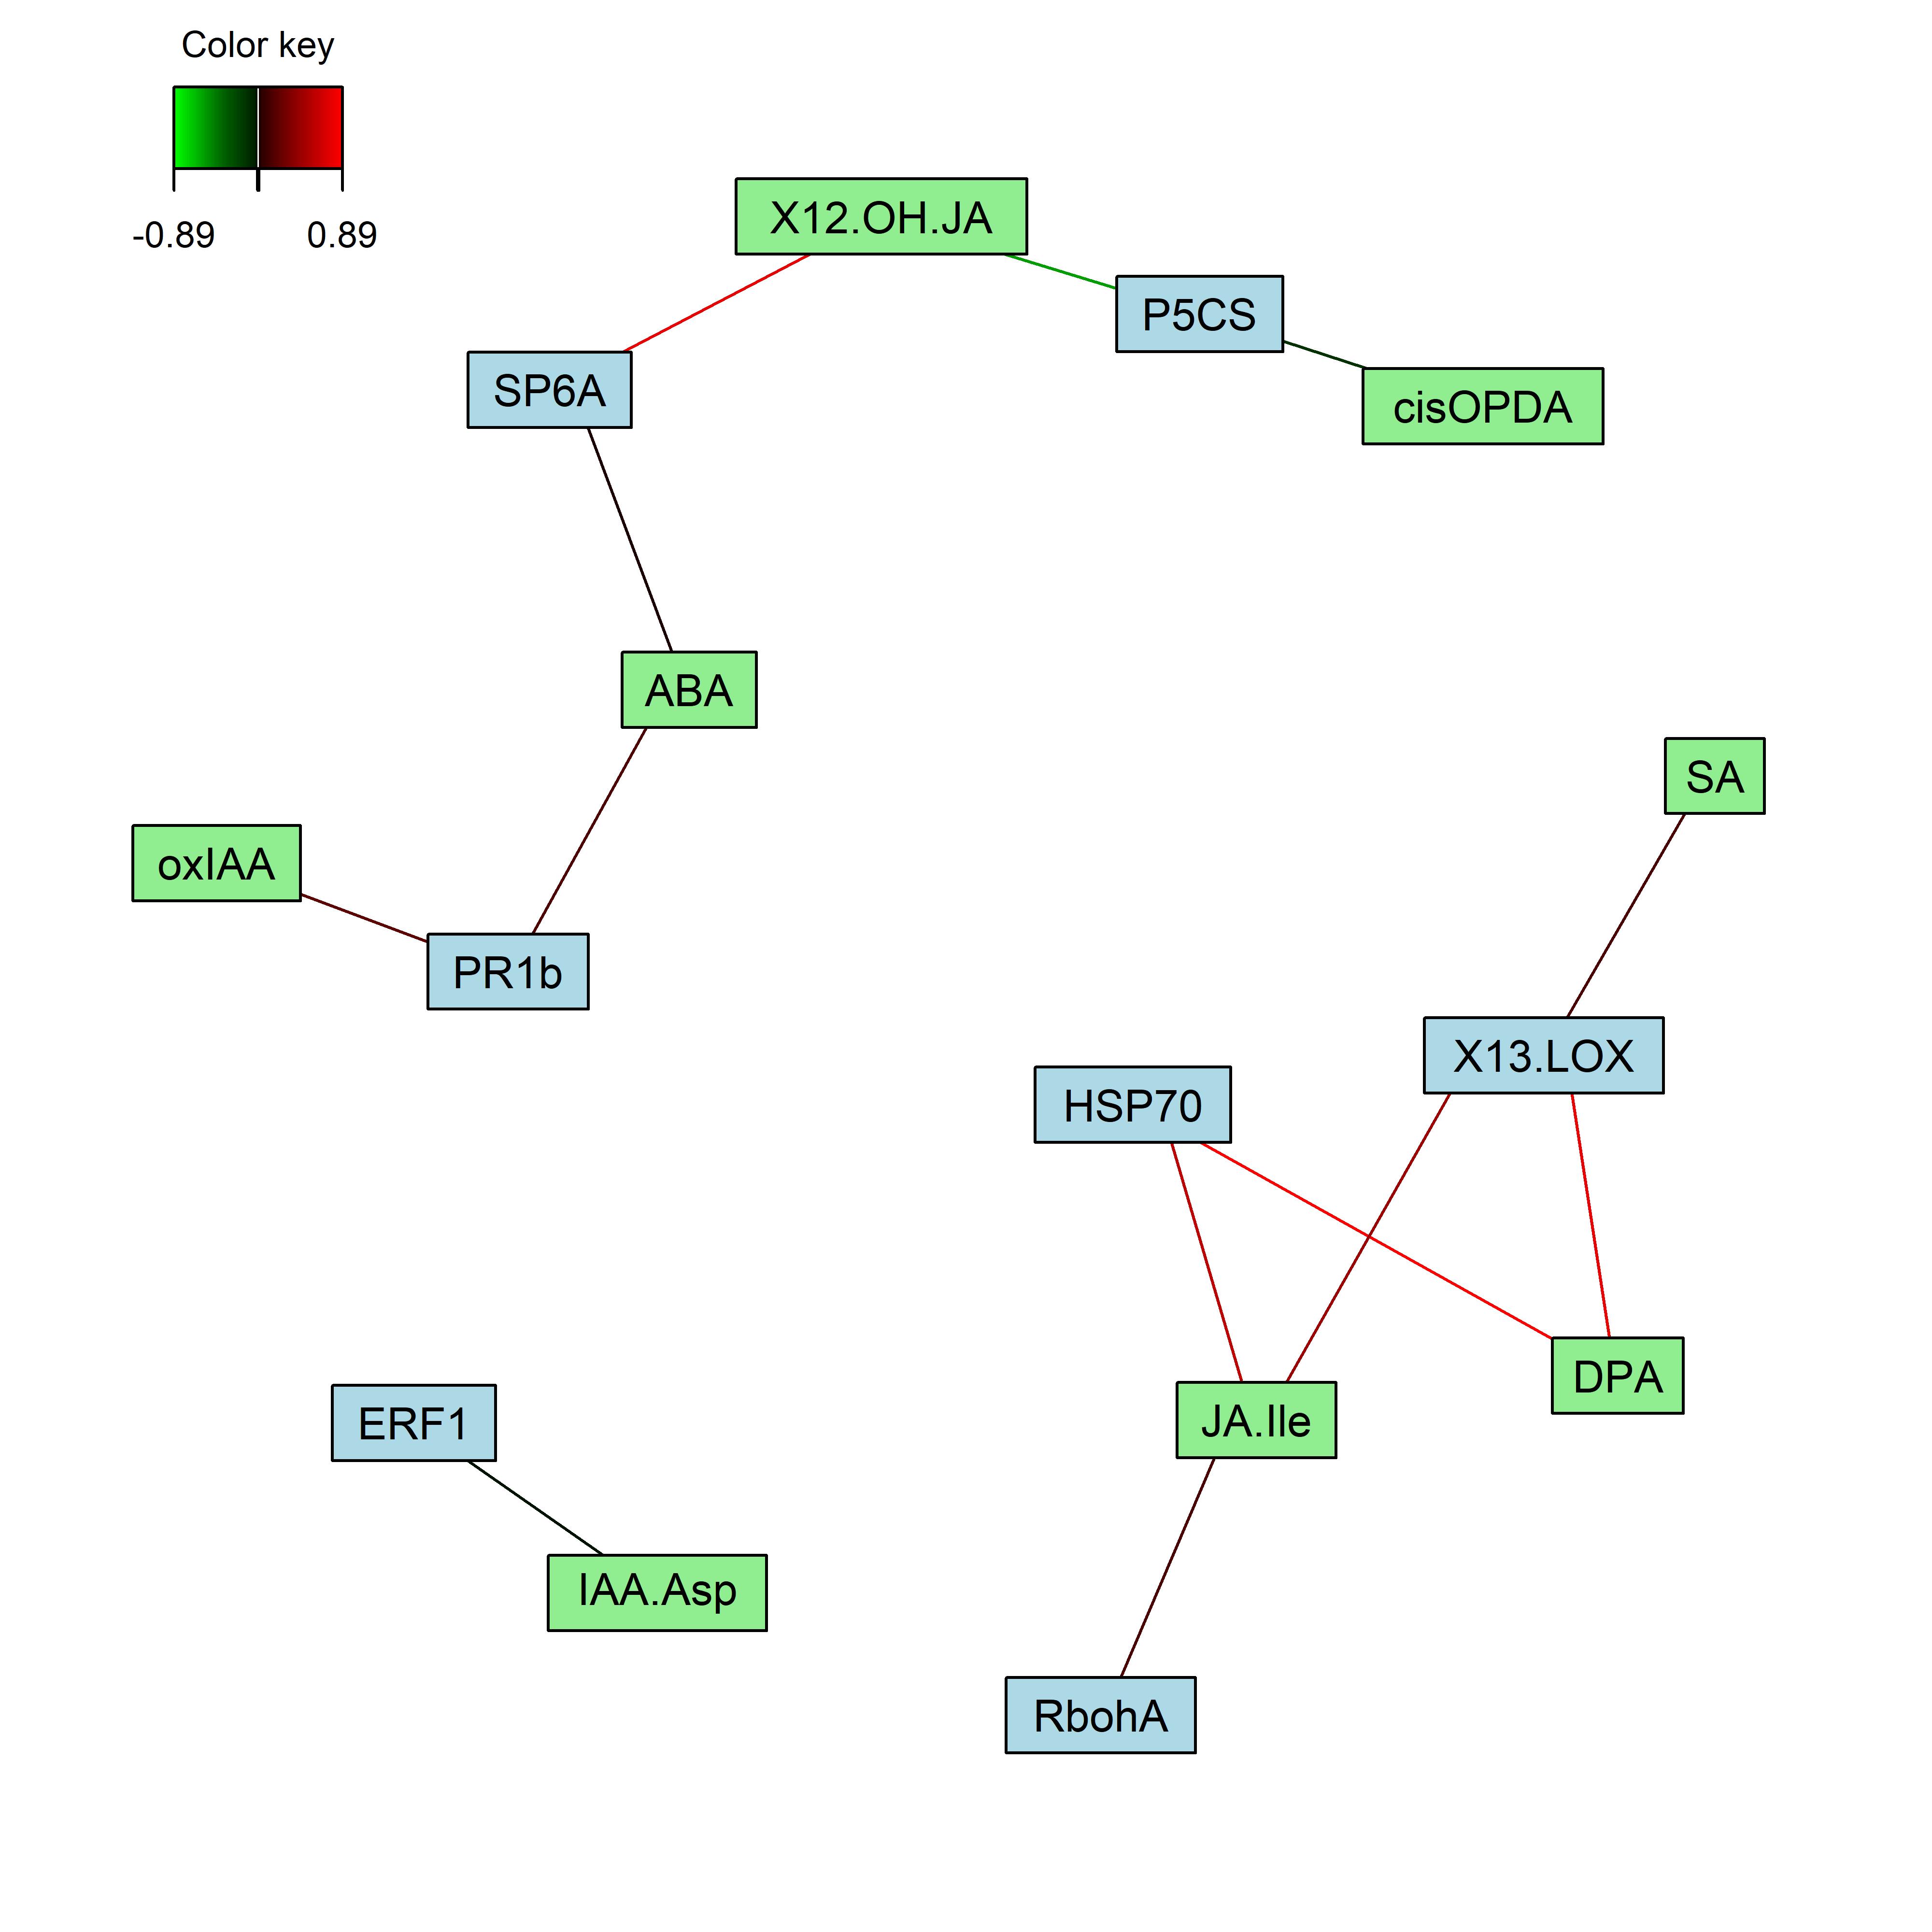 Color key
-0.89 0.89
X12.OH.JA
P5CS
SP6A
cisOPDA
ABA
SA
oxIAA
PR1b
X13.LOX
HSP70
DPA
JA.Ile
ERF1
IAA.Asp
RbohA